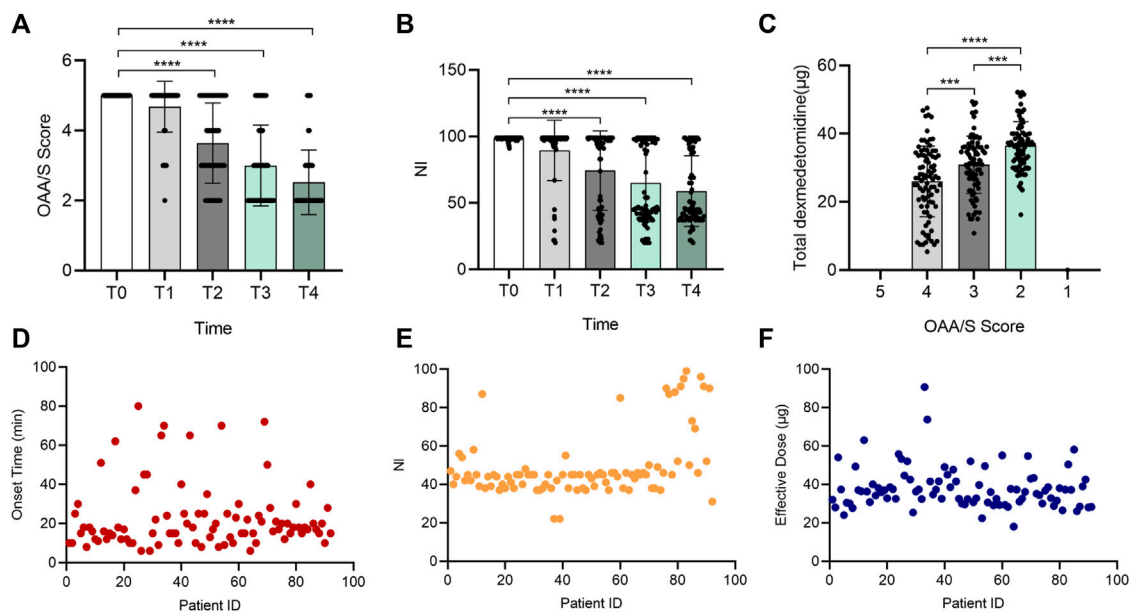 A
****
****
****
6
4
2
0
OAA/S Score
T0 T1 T2 T3 T4
Time
B
****
****
****
150
100
50
0
NI
T0 T1 T2 T3 T4
Time
C
****
*** ***
60
40
20
0
Total dexmedetomidine(μg)
5 4 3 2 1
OAA/S Score
D
100
80
60
40
20
0
Onset Time (min)
0 20 40 60 80 100
Patient ID
E
100
80
60
40
20
0
NI
0 20 40 60 80 100
Patient ID
F
100
80
60
40
20
0
Effective Dose (μg)
0 20 40 60 80 100
Patient ID